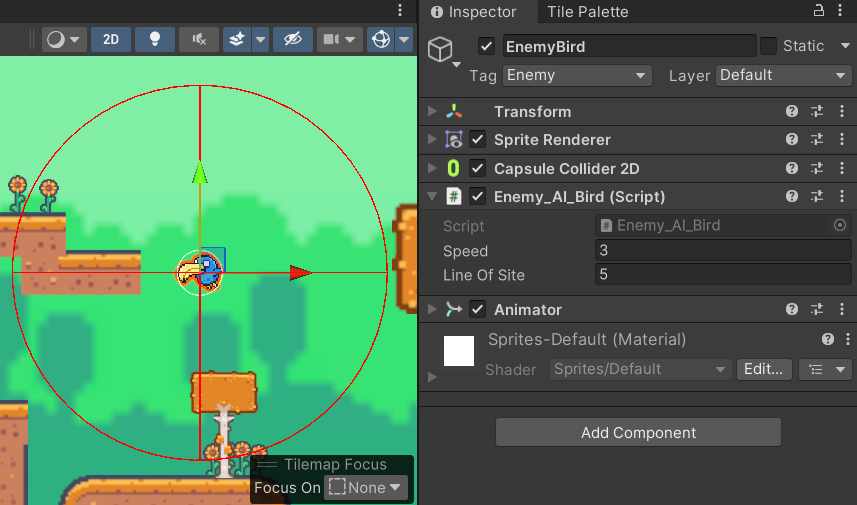 Inspector
Tile Palette
2D
EnemyBird
Static
Tag Enemy
Layer Default
Transform
Sprite Renderer
Capsule Collider 2D
#
Enemy_AI_Bird (Script)
Script
# Enemy_AI_Bird
Speed
3
Line Of Site
5
Animator
Sprites-Default (Material)
Shader Sprites/Default
Edit...
Add Component
Tilemap Focus
Focus On None